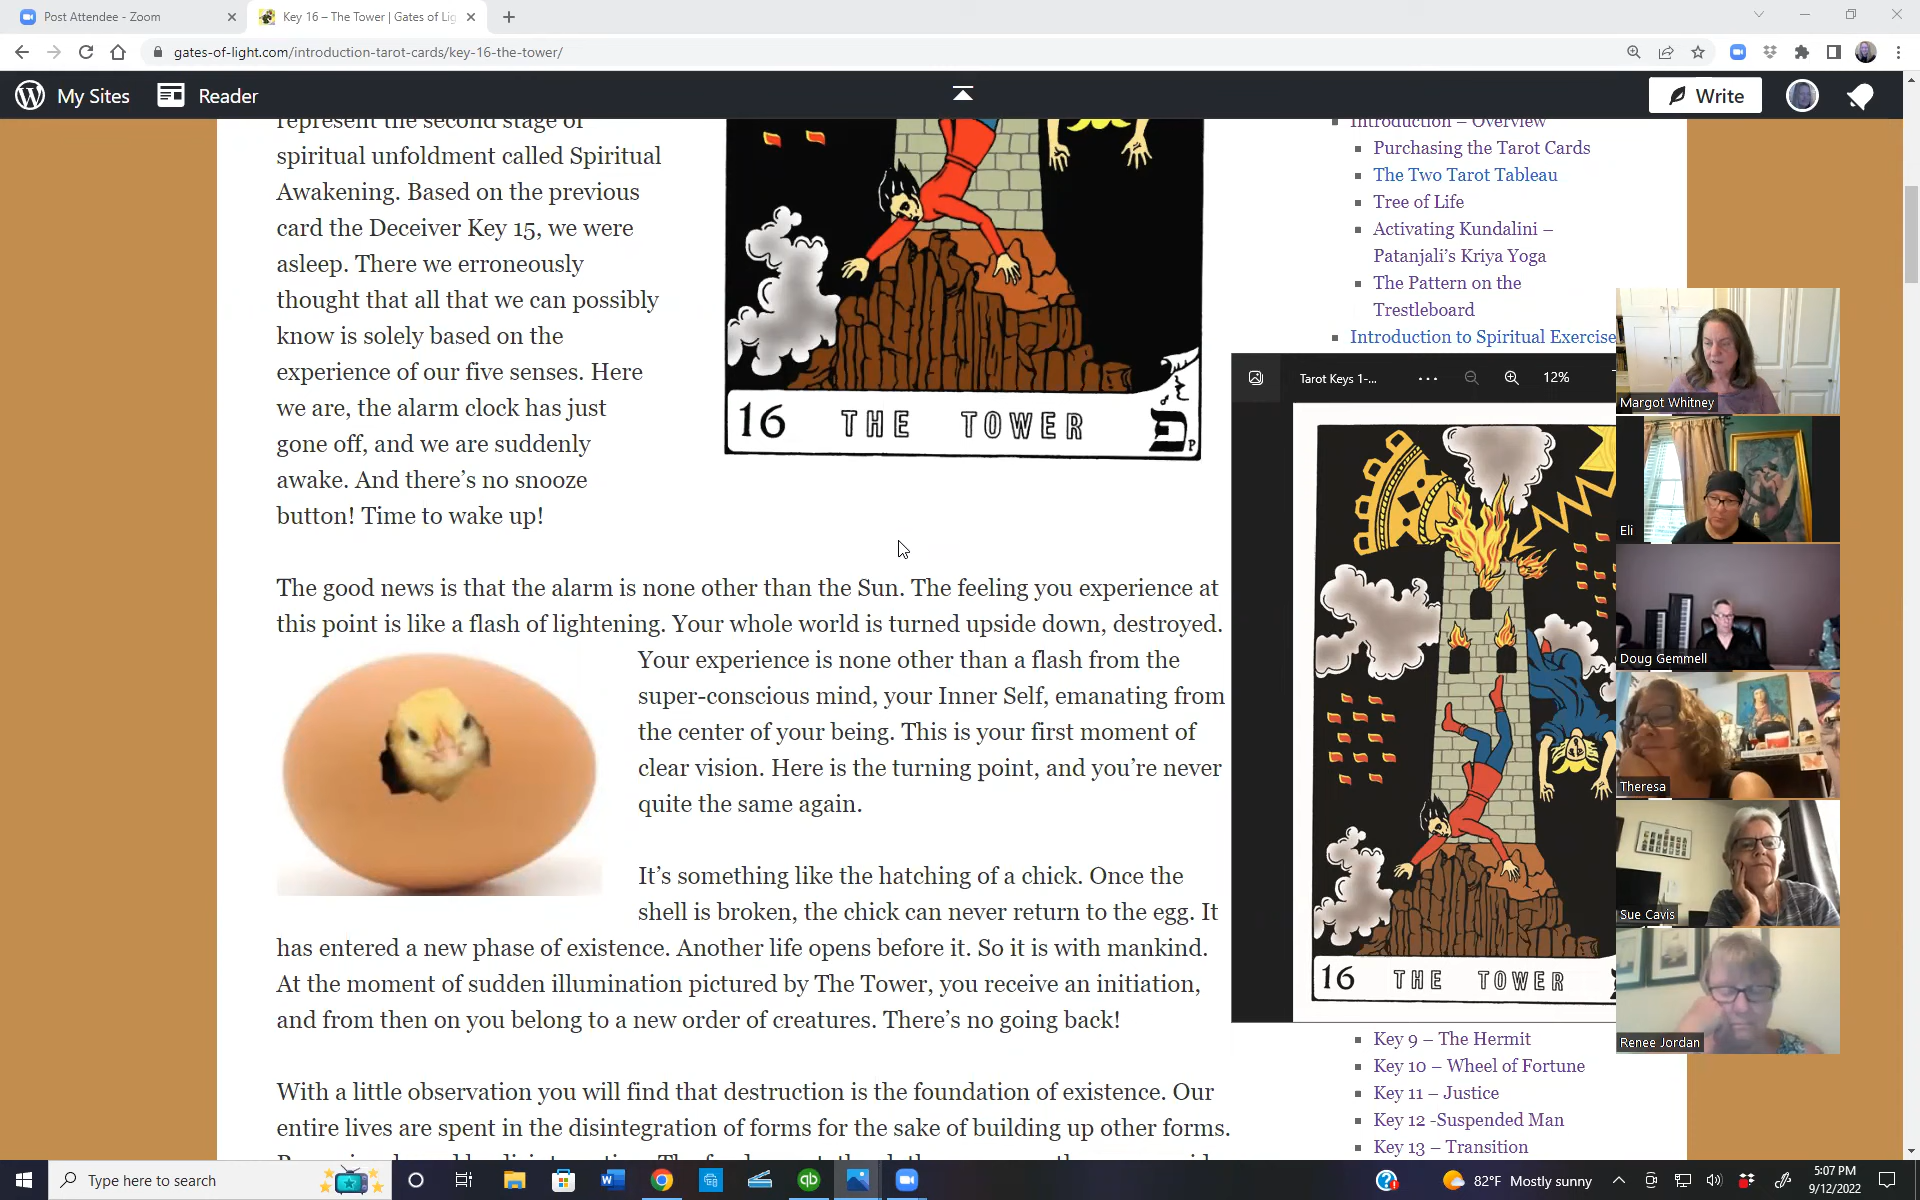 Post Attendee - Zoom
Key 16 – The Tower | Gates of Lig
gates-of-light.com/introduction-tarot-cards/key-16-the-tower/
My Sites
Reader
Write
represent the second stage of
spiritual unfoldment called Spiritual
Awakening. Based on the previous
card the Deceiver Key 15, we were
asleep. There we erroneously
thought that all that we can possibly
know is solely based on the
experience of our five senses. Here
we are, the alarm clock has just
gone off, and we are suddenly
awake. And there's no snooze
button! Time to wake up!
16 THE TOWER
פ
P
The good news is that the alarm is none other than the Sun. The feeling you experience at
this point is like a flash of lightening. Your whole world is turned upside down, destroyed.
Your experience is none other than a flash from the
super-conscious mind, your Inner Self, emanating from
the center of your being. This is your first moment of
clear vision. Here is the turning point, and you're never
quite the same again.
It's something like the hatching of a chick. Once the
shell is broken, the chick can never return to the egg. It
has entered a new phase of existence. Another life opens before it. So it is with mankind.
At the moment of sudden illumination pictured by The Tower, you receive an initiation,
and from then on you belong to a new order of creatures. There's no going back!
With a little observation you will find that destruction is the foundation of existence. Our
entire lives are spent in the disintegration of forms for the sake of building up other forms.
Introduction – Overview
Purchasing the Tarot Cards
The Two Tarot Tableau
Tree of Life
Activating Kundalini –
Patanjali's Kriya Yoga
The Pattern on the
Trestleboard
Introduction to Spiritual Exercise
Tarot Keys 1-...
12%
16 THE TOWER
Key 9 – The Hermit
Key 10 – Wheel of Fortune
Key 11 – Justice
Key 12 -Suspended Man
Key 13 – Transition
Margot Whitney
Eli
Doug Gemmell
Theresa
Sue Cavis
Renee Jordan
Type here to search
82°F Mostly sunny
5:07 PM
9/12/2022